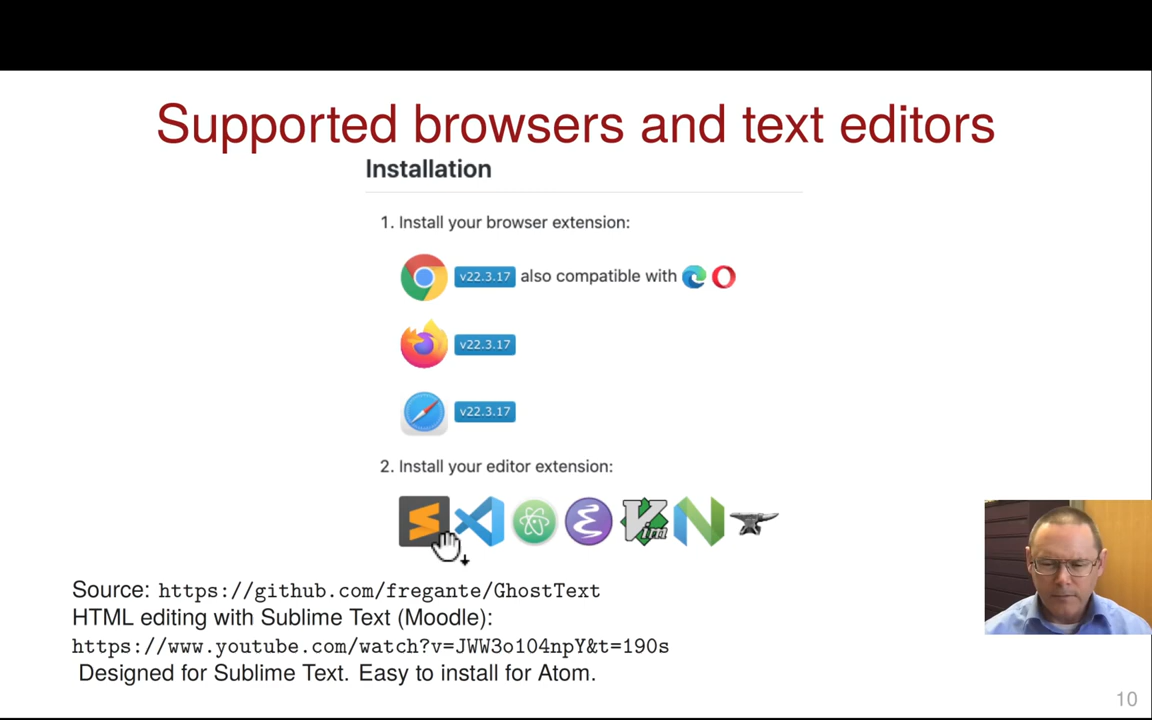 Supported browsers and text editors
Installation
1. Install your browser extension:
v22.3.17 also compatible with
v22.3.17
v22.3.17
2. Install your editor extension:
Vim
Source: https://github.com/fregante/GhostText
HTML editing with Sublime Text (Moodle):
https://www.youtube.com/watch?v=JWW3o104npY&t=190s
Designed for Sublime Text. Easy to install for Atom.
10